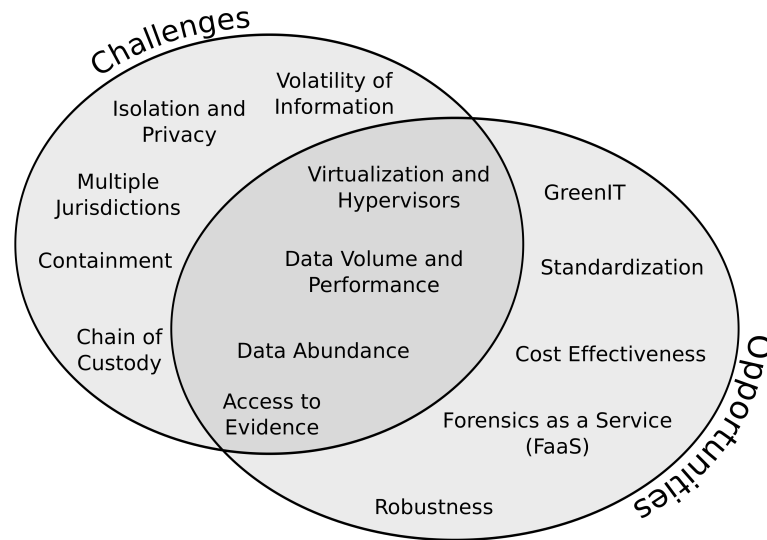 Challenges
Volatility of
Information
Isolation and
Privacy
Multiple
Jurisdictions
Containment
Chain of
Custody
Virtualization and
Hypervisors
Data Volume and
Performance
Data Abundance
Access to
Evidence
GreenIT
Standardization
Cost Effectiveness
Forensics as a Service
(FaaS)
Robustness
Opportunities